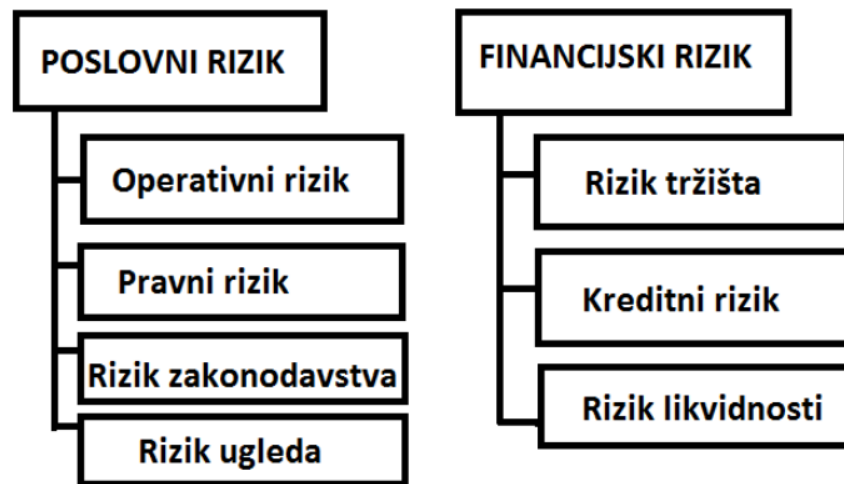 POSLOVNI RIZIK
Operativni rizik
Pravni rizik
Rizik zakonodavstva
Rizik ugleda
FINANCIJSKI RIZIK
Rizik tržišta
Kreditni rizik
Rizik likvidnosti